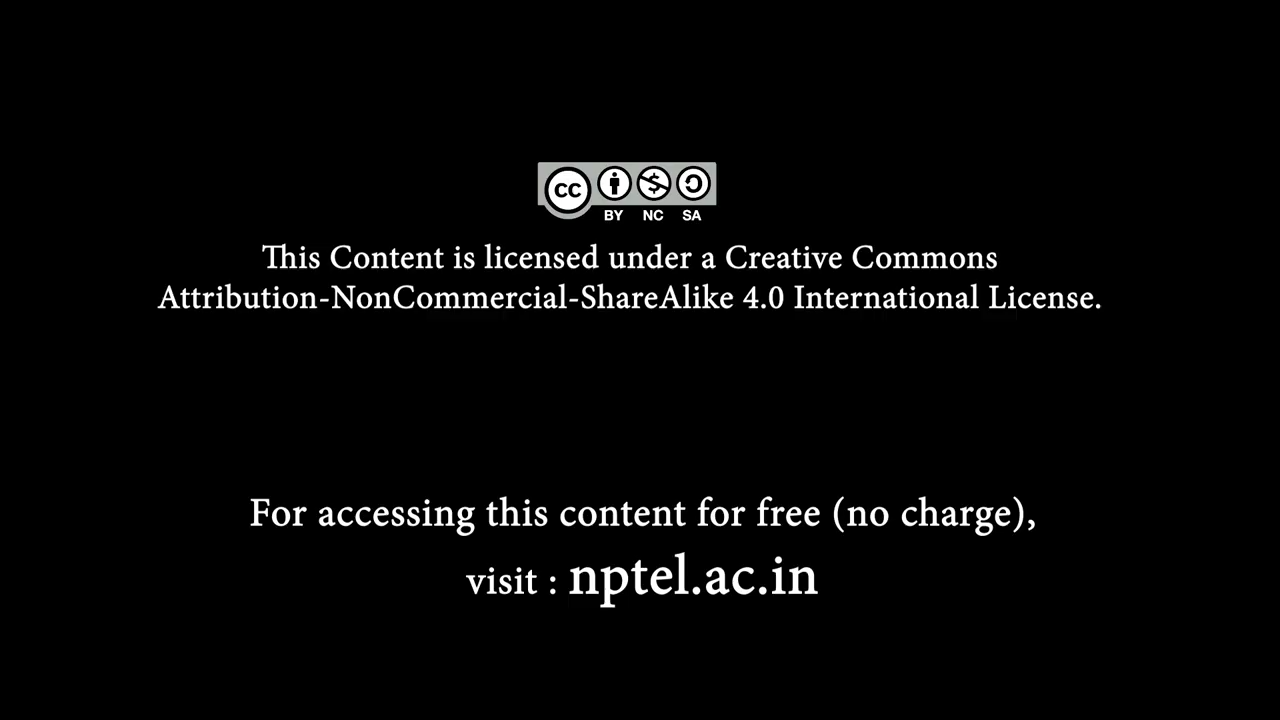 cc
BY NC SA
This Content is licensed under a Creative Commons
Attribution-NonCommercial-ShareAlike 4.0 International License.
For accessing this content for free (no charge),
visit : nptel.ac.in